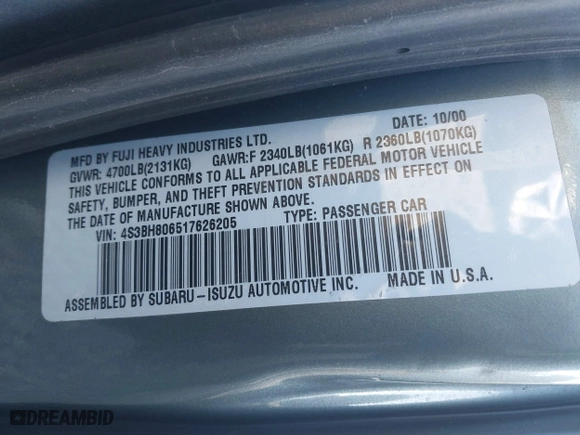 MFD BY FUJI HEAVY INDUSTRIES LTD. DATE: 10/00
GVWR: 4700LB(2131KG) GAWR:F 2340LB(1061KG) R 2360LB(1070KG)
THIS VEHICLE CONFORMS TO ALL APPLICABLE FEDERAL MOTOR VEHICLE
SAFETY, BUMPER, AND THEFT PREVENTION STANDARDS IN EFFECT ON
THE DATE OF MANUFACTURE SHOWN ABOVE.
VIN: 4S3BH806517626205 TYPE: PASSENGER CAR
ASSEMBLED BY SUBARU-ISUZU AUTOMOTIVE INC. MADE IN U.S.A.
DREAMBID